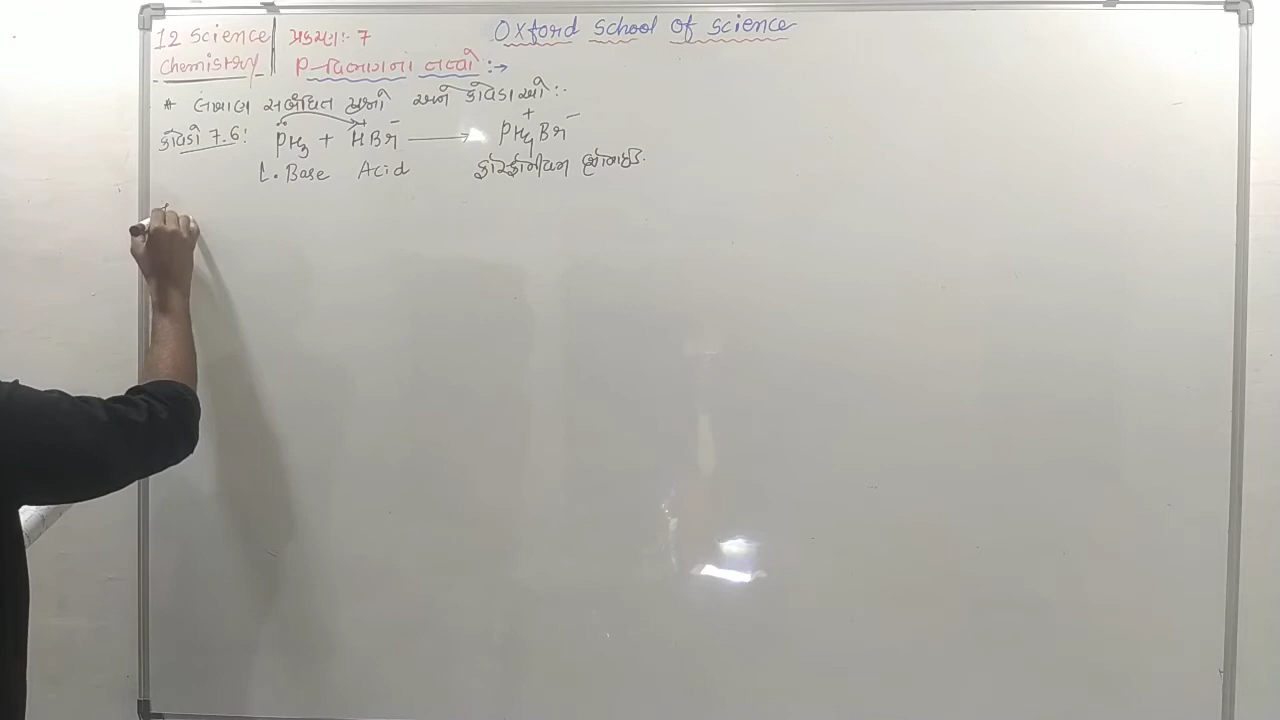 12 Science પ્રકરણ:- 7 Oxford School of Science
Chemistry P-વિભાગના તત્વો :→
* લખાણ સંબંધિત પ્રશ્નો અને કોયડાઓ :-
કોયડો 7.6: PH₃ + H⁺Br⁻ ⟶ PH₄⁺Br⁻
L. Base Acid ફોસ્ફોનીયમ બ્રોમાઈડ.